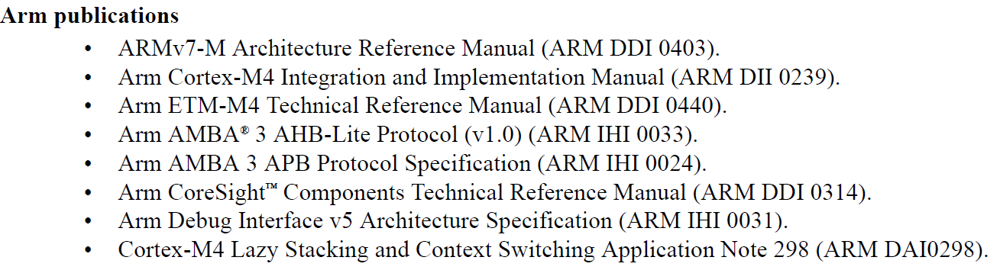 Arm publications
• ARMv7-M Architecture Reference Manual (ARM DDI 0403).
• Arm Cortex-M4 Integration and Implementation Manual (ARM DII 0239).
• Arm ETM-M4 Technical Reference Manual (ARM DDI 0440).
• Arm AMBA® 3 AHB-Lite Protocol (v1.0) (ARM IHI 0033).
• Arm AMBA 3 APB Protocol Specification (ARM IHI 0024).
• Arm CoreSight™ Components Technical Reference Manual (ARM DDI 0314).
• Arm Debug Interface v5 Architecture Specification (ARM IHI 0031).
• Cortex-M4 Lazy Stacking and Context Switching Application Note 298 (ARM DAI0298).